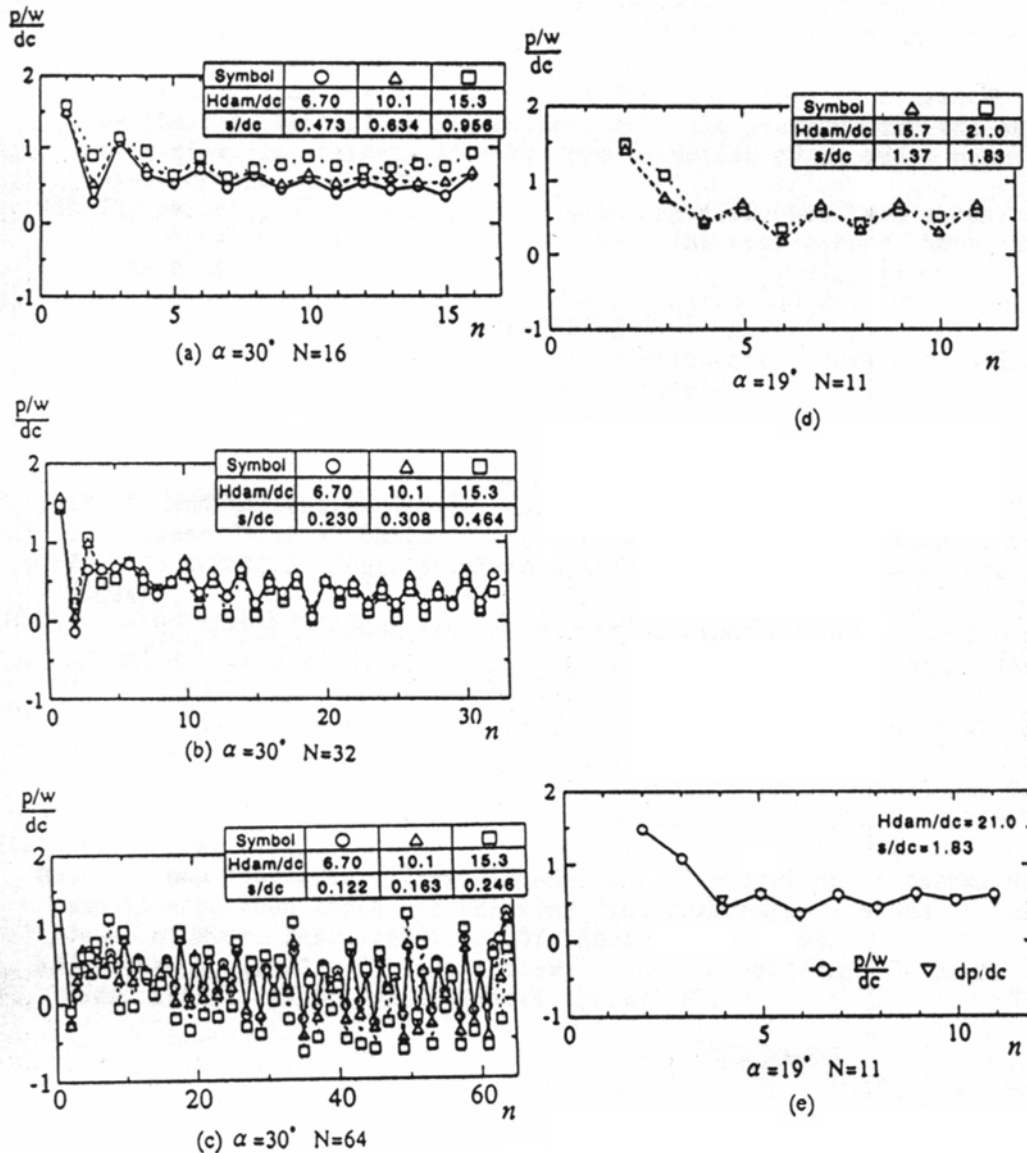 p/w
dc
Symbol ○ △ □
Hdam/dc 6.70 10.1 15.3
s/dc 0.473 0.634 0.956
2
1
0
-1
0 5 10 15 n
(a) α=30° N=16
p/w
dc
Symbol △ □
Hdam/dc 15.7 21.0
s/dc 1.37 1.83
2
1
0
-1
0 5 10 n
α=19° N=11
(d)
p/w
dc
Symbol ○ △ □
Hdam/dc 6.70 10.1 15.3
s/dc 0.230 0.308 0.464
2
1
0
-1
0 10 20 30 n
(b) α=30° N=32
p/w
dc
Symbol ○ △ □
Hdam/dc 6.70 10.1 15.3
s/dc 0.122 0.163 0.246
2
1
0
-1
0 20 40 60 n
(c) α=30° N=64
Hdam/dc=21.0
s/dc=1.83
2
1
0
-1
p/w
dc
▽ dp/dc
0 5 10 n
α=19° N=11
(e)